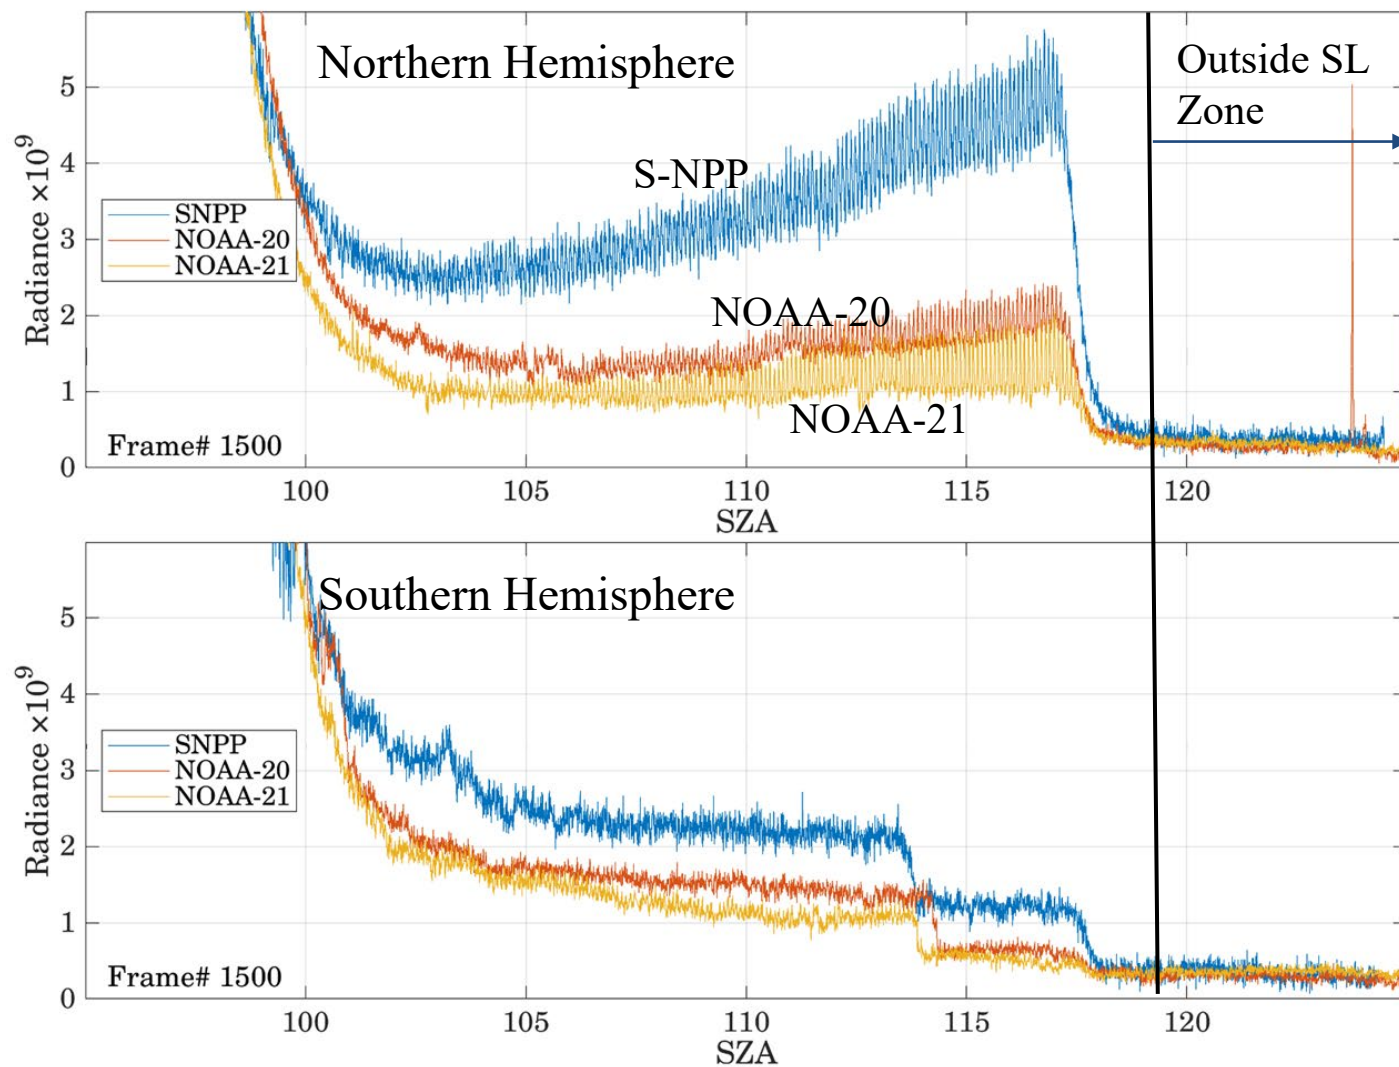 Northern Hemisphere
Outside SL
Zone
S-NPP
NOAA-20
NOAA-21
SNPP
NOAA-20
NOAA-21
Frame# 1500
Radiance ×10⁹
5
4
3
2
1
0
100
105
110
115
120
SZA
Southern Hemisphere
SNPP
NOAA-20
NOAA-21
Frame# 1500
Radiance ×10⁹
5
4
3
2
1
0
100
105
110
115
120
SZA